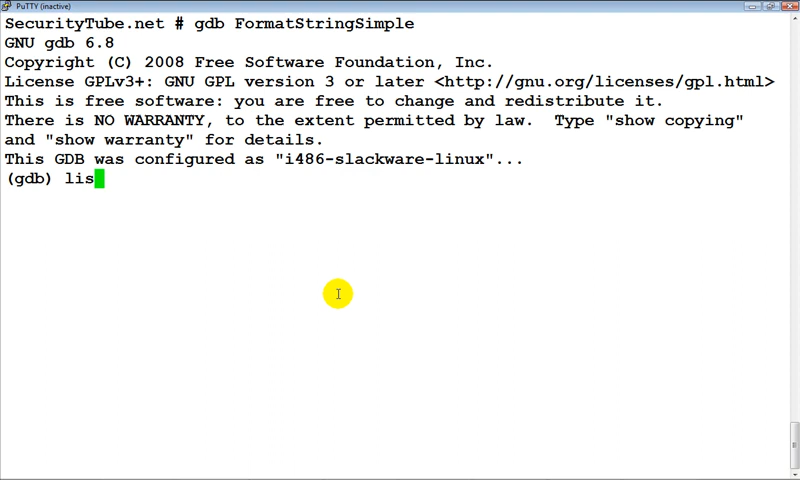 PuTTY (inactive)
SecurityTube.net # gdb FormatStringSimple
GNU gdb 6.8
Copyright (C) 2008 Free Software Foundation, Inc.
License GPLv3+: GNU GPL version 3 or later <http://gnu.org/licenses/gpl.html>
This is free software: you are free to change and redistribute it.
There is NO WARRANTY, to the extent permitted by law.  Type "show copying"
and "show warranty" for details.
This GDB was configured as "i486-slackware-linux"...
(gdb) lis